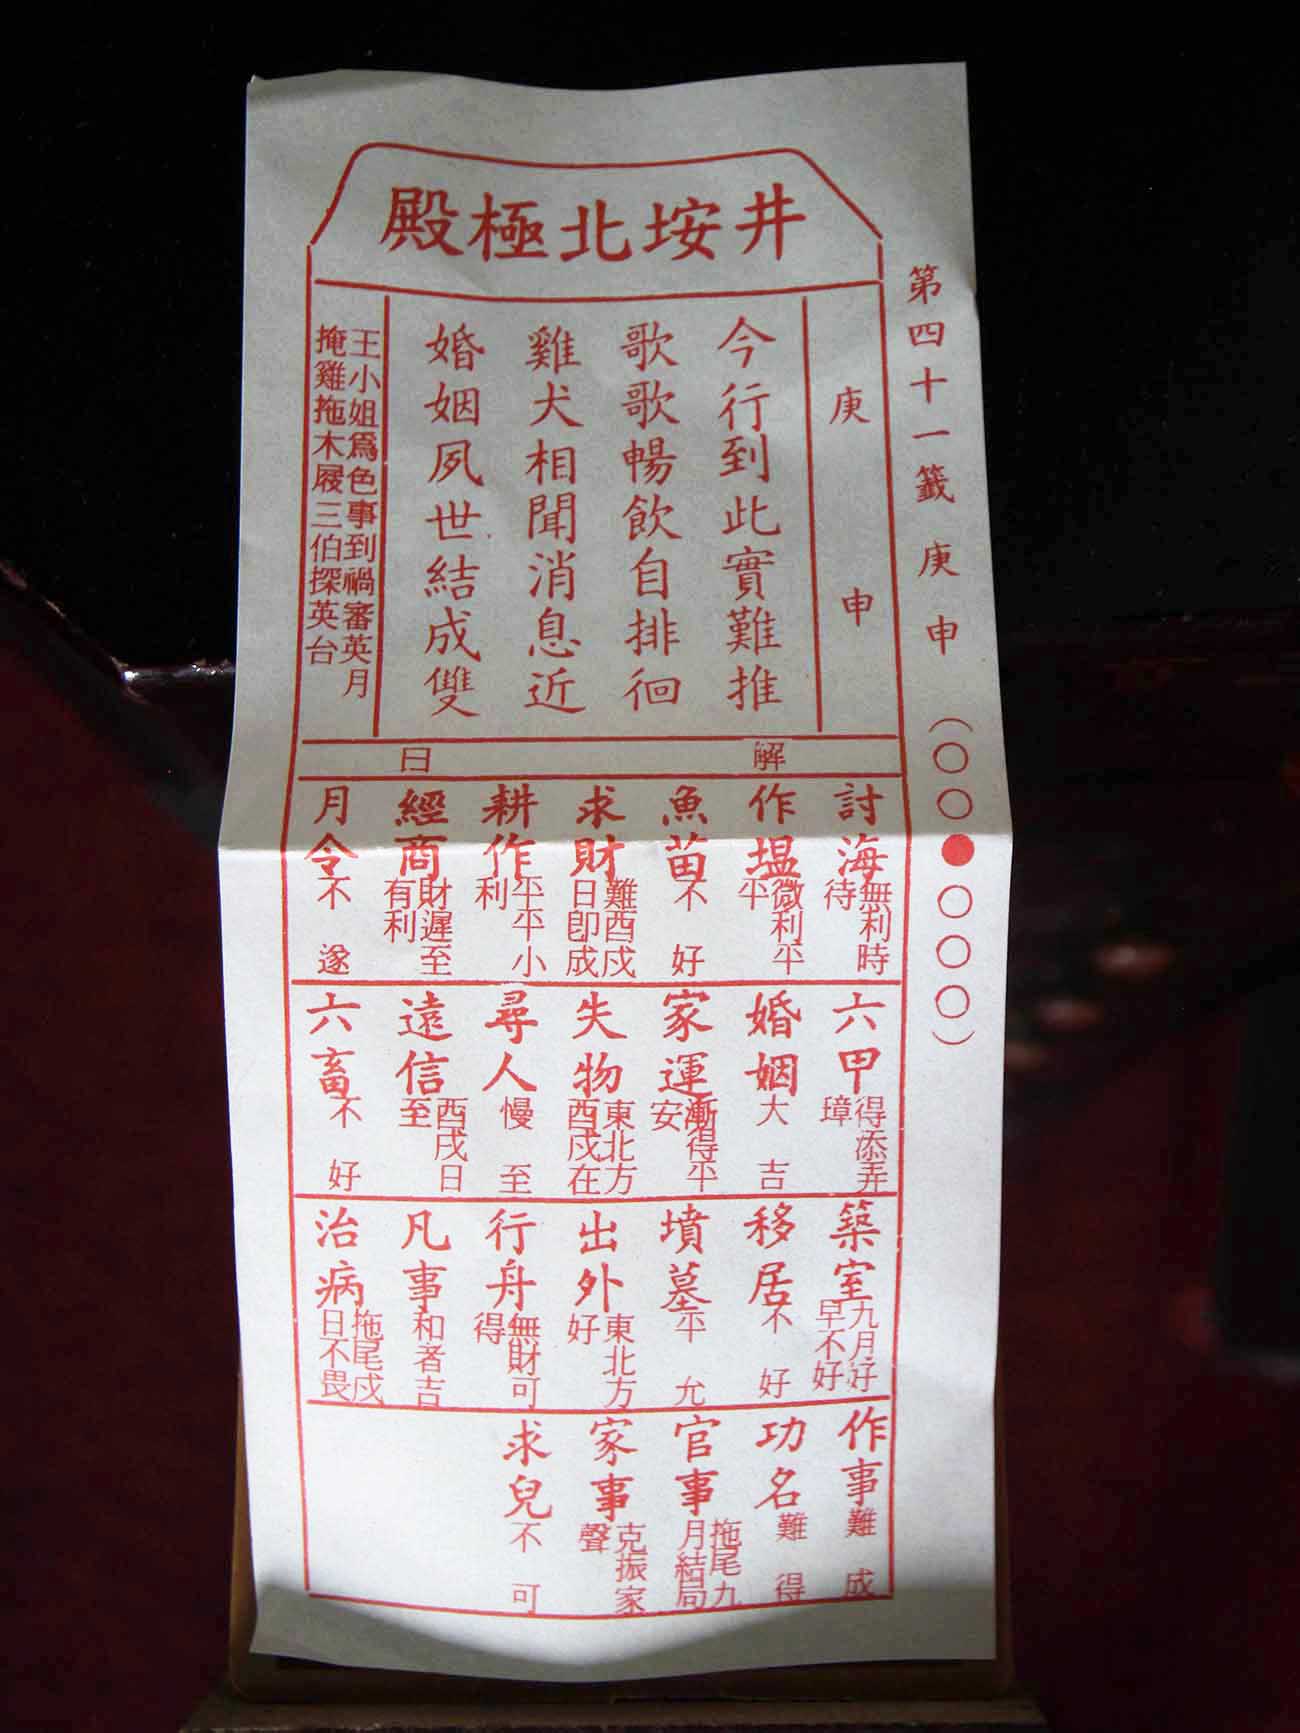 井垵北極殿
第四十一籤庚申(○○●○○○)
庚申
今行到此實難推
歌歌暢飲自排徊
雞犬相聞消息近
婚姻夙世結成雙
王小姐為色事到禍審英月
掩雞拖木屐三伯探英台
解曰
討海無利時待
作塭微利平平
魚苗不好
求財難酉戍日即成
耕作平平小利
經商財遲至有利
月令不遂
六甲得添弄璋
婚姻大吉
家運漸得平安
失物東北方酉戍在
尋人慢至
遠信酉戍日至
六畜不好
築室九月好早不好
移居不好
墳墓平允
出外東北方好
行舟無財可得
凡事和者吉
治病拖尾戍日不畏
作事難成
功名難得
官事拖尾九月結局
家事克振家聲
求兒不可